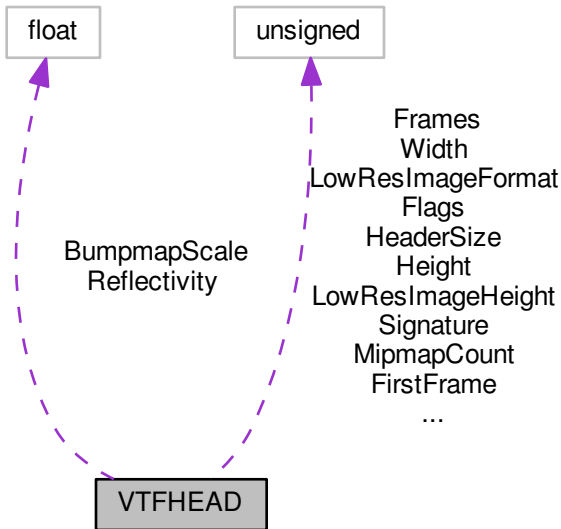 float
unsigned
BumpmapScale
Reflectivity
Frames
Width
LowResImageFormat
Flags
HeaderSize
Height
LowResImageHeight
Signature
MipmapCount
FirstFrame
...
VTFHEAD